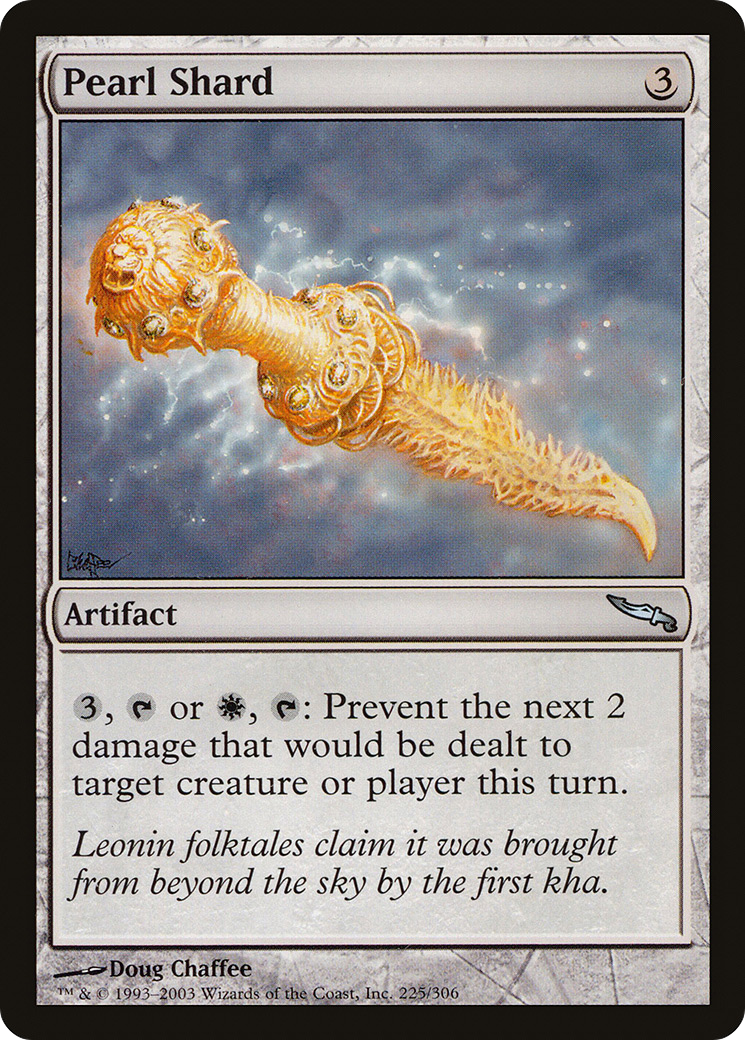 Pearl Shard 3
Artifact
3, or , : Prevent the next 2
damage that would be dealt to
target creature or player this turn.
Leonin folktales claim it was brought
from beyond the sky by the first kha.
Doug Chaffee
™ & © 1993–2003 Wizards of the Coast, Inc. 225/306